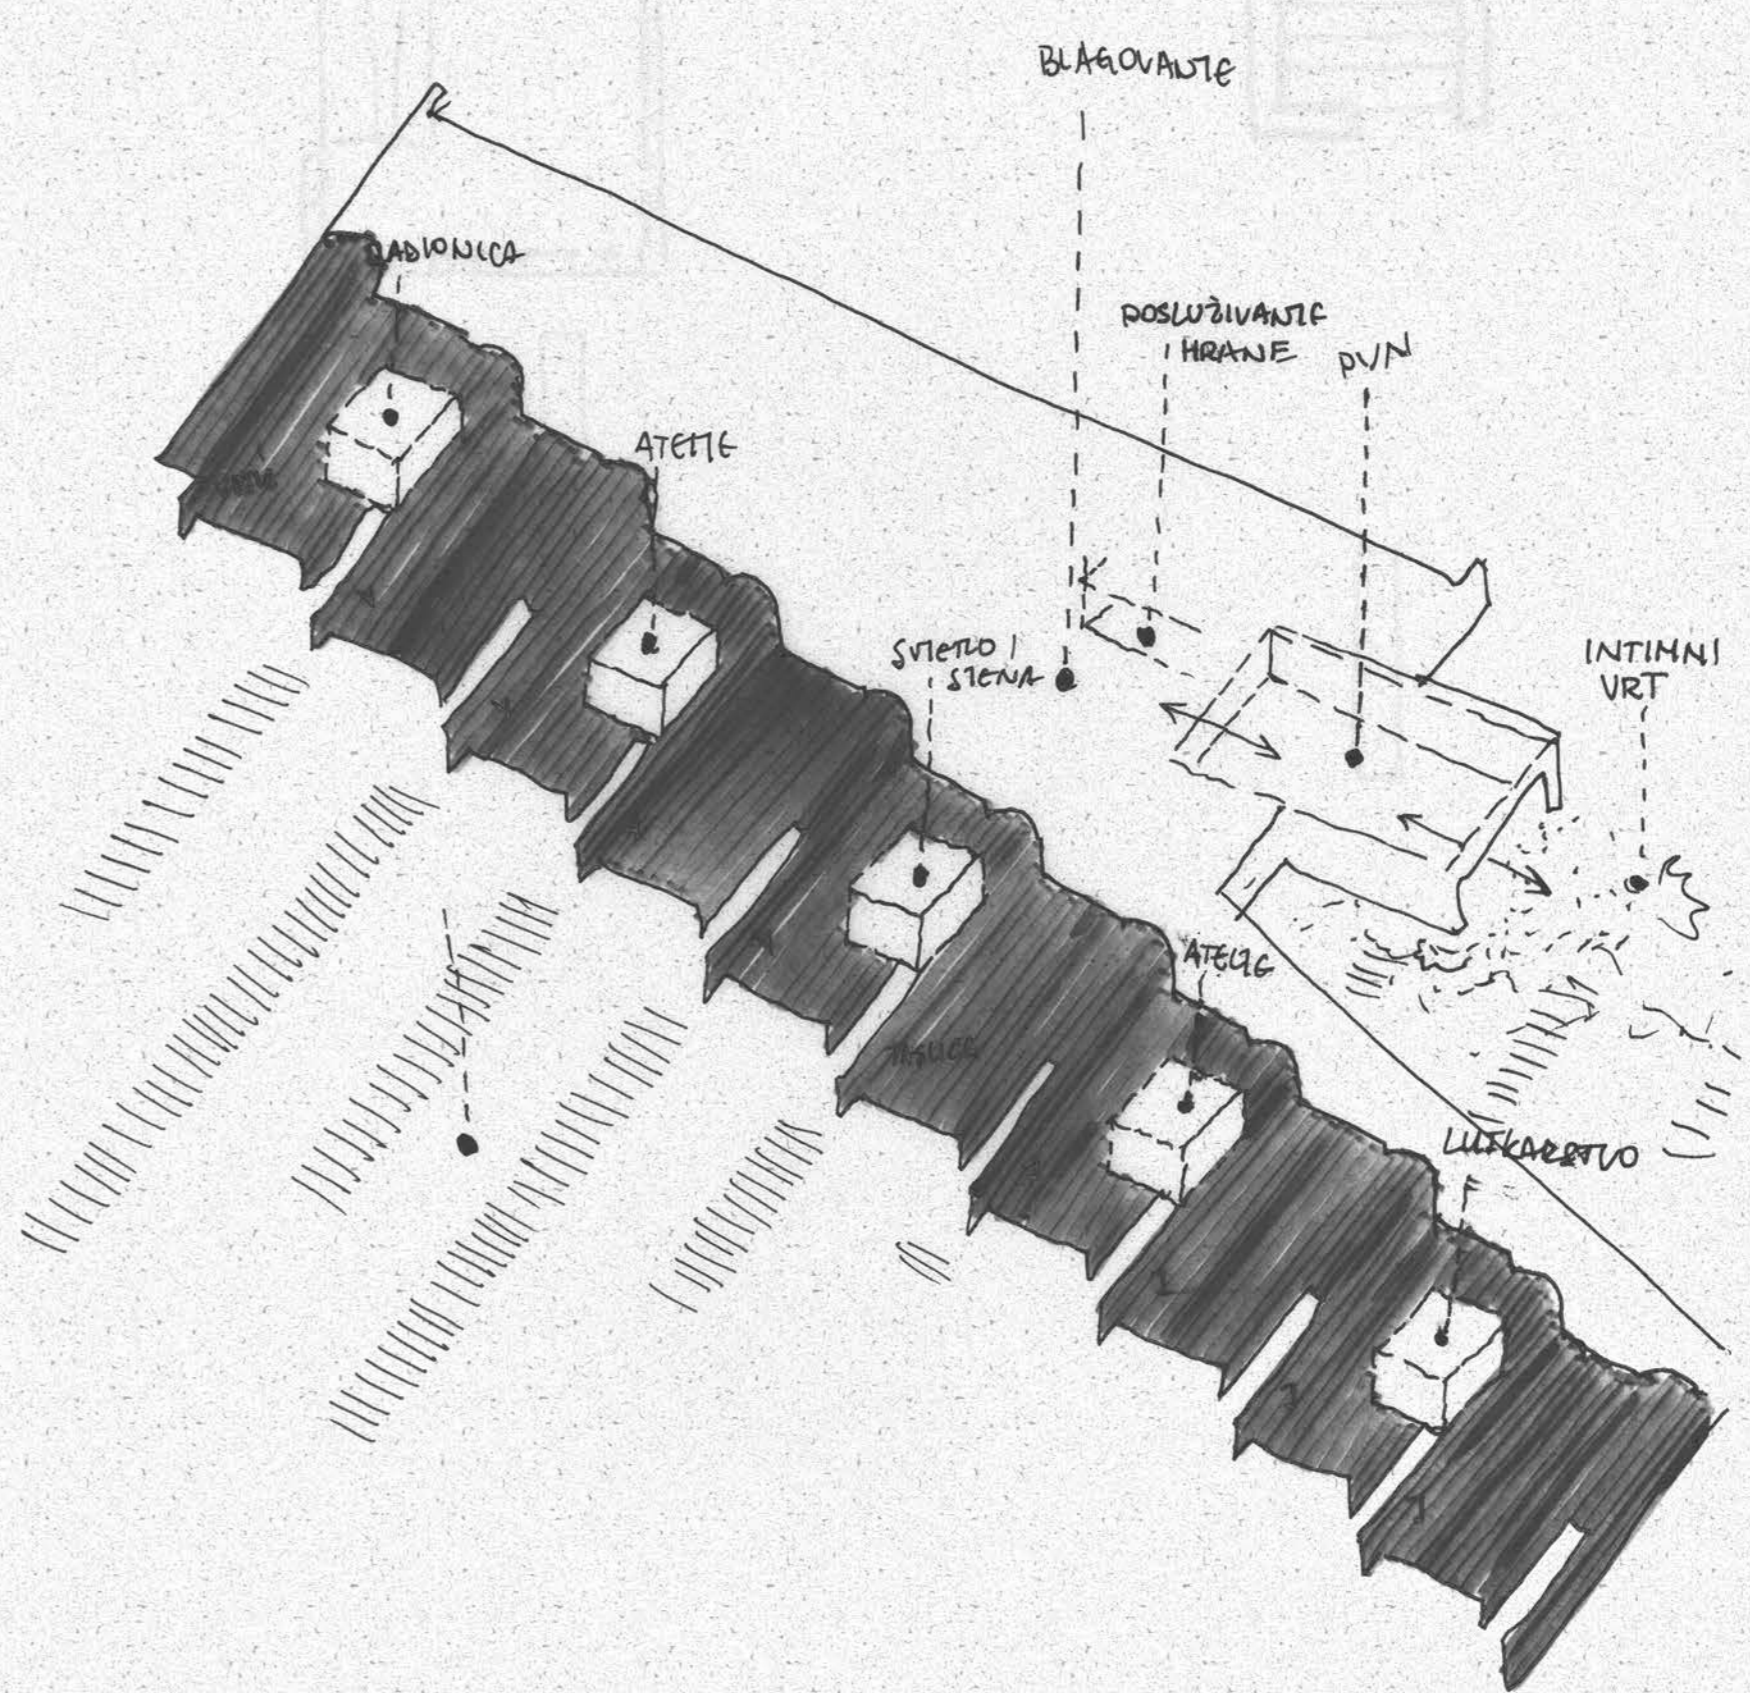 BLAGOVANJE
RADIONICA
POSLUŽIVANJE
HRANE
PVN
ATELJE
SVJETLO I
SJENA
INTIMNI
VRT
ATELJE
LUTKARSTVO